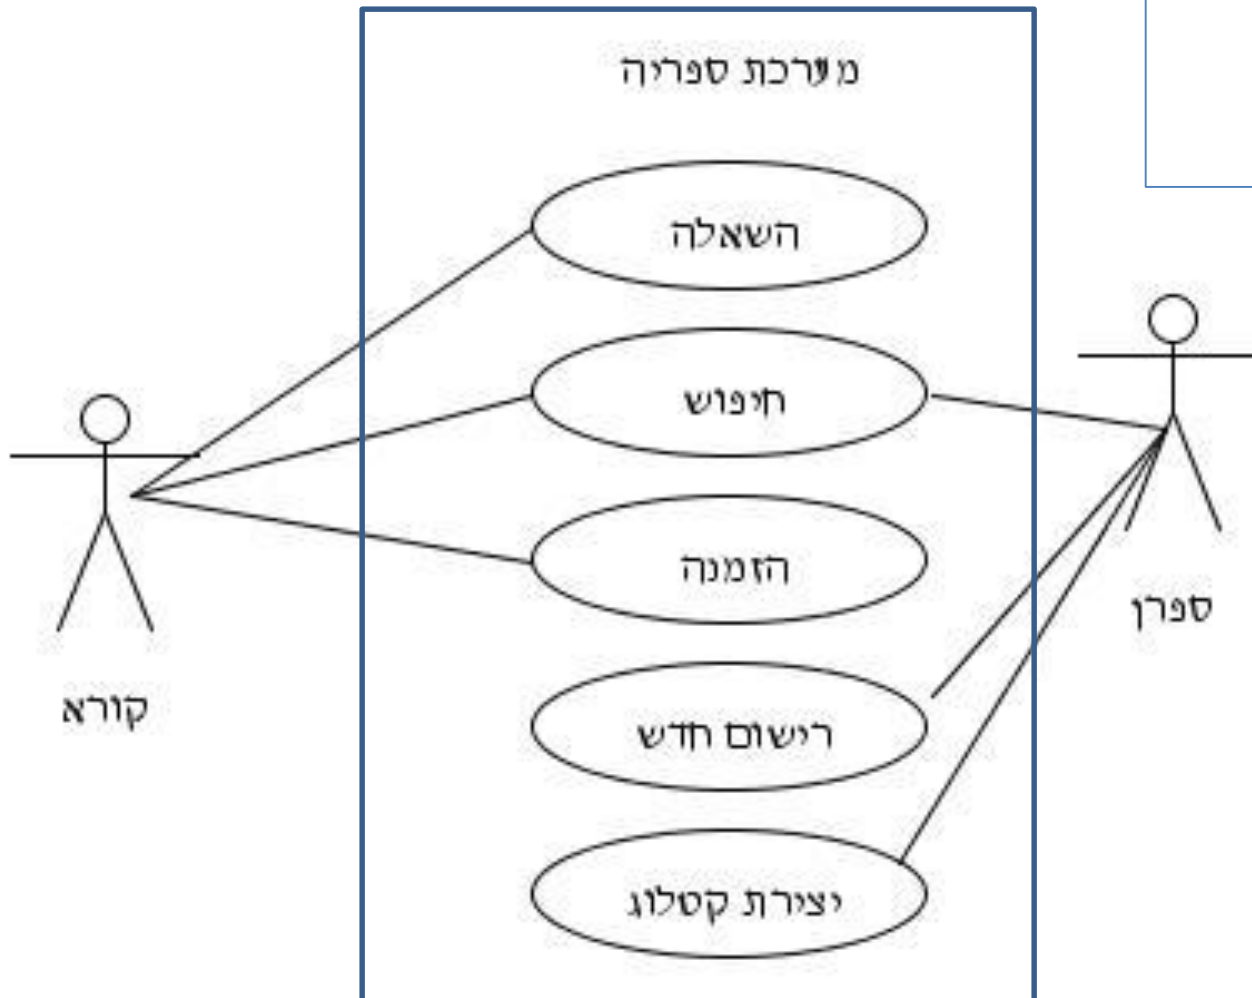 מערכת ספריה
השאלה
חיפוש
הזמנה
רישום חדש
יצירת קטלוג
קורא
ספרן